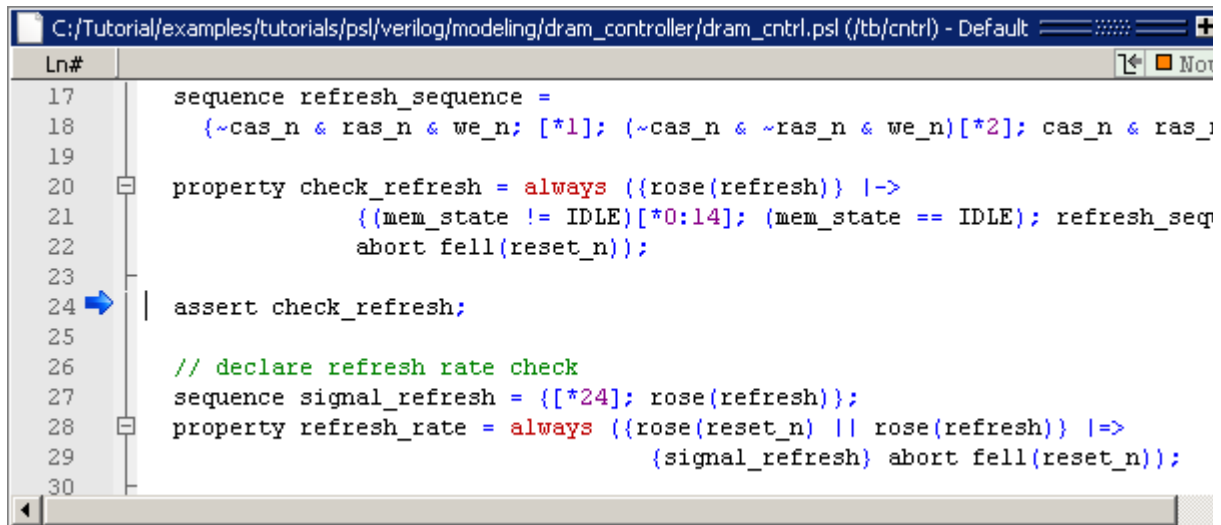 C:/Tutorial/examples/tutorials/psl/verilog/modeling/dram_controller/dram_cntrl.psl (/tb/cntrl) - Default
Ln#
17 sequence refresh_sequence =
18 {~cas_n & ras_n & we_n; [*1]; (~cas_n & ~ras_n & we_n)[*2]; cas_n & ras_
19
20 property check_refresh = always ({rose(refresh)} |->
21 {(mem_state != IDLE)[*0:14]; (mem_state == IDLE); refresh_seq
22 abort fell(reset_n));
23
24 assert check_refresh;
25
26 // declare refresh rate check
27 sequence signal_refresh = {[*24]; rose(refresh)};
28 property refresh_rate = always ({rose(reset_n) || rose(refresh)} |=>
29 {signal_refresh} abort fell(reset_n));
30